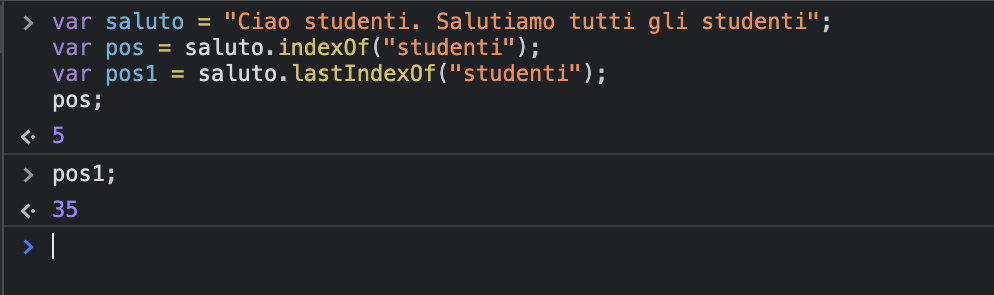 > var saluto = "Ciao studenti. Salutiamo tutti gli studenti";
var pos = saluto.indexOf("studenti");
var pos1 = saluto.lastIndexOf("studenti");
pos;
5
> pos1;
35
>